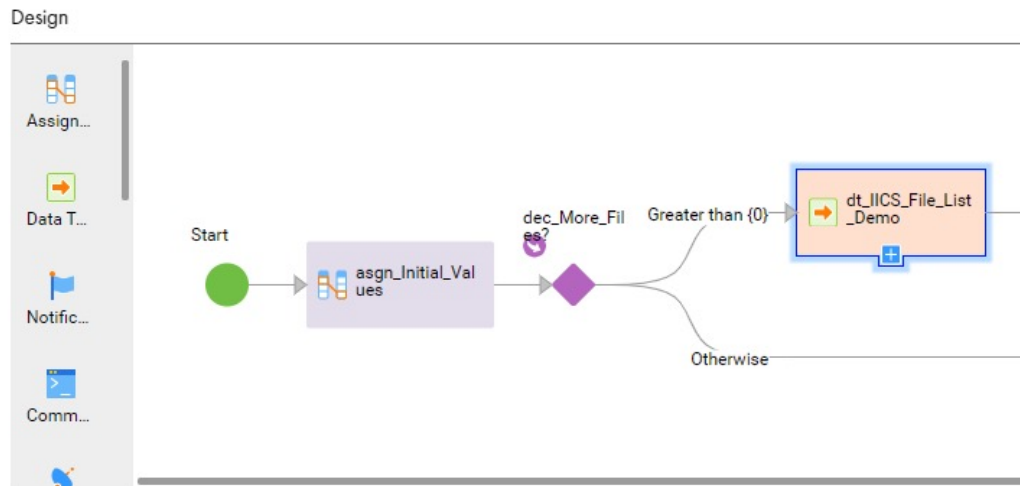 Design
Assign...
Data T...
Notific...
Comm...
Start
asgn_Initial_Val
ues
dec_More_Fil
es?
Greater than {0}
Otherwise
dt_IICS_File_List
_Demo